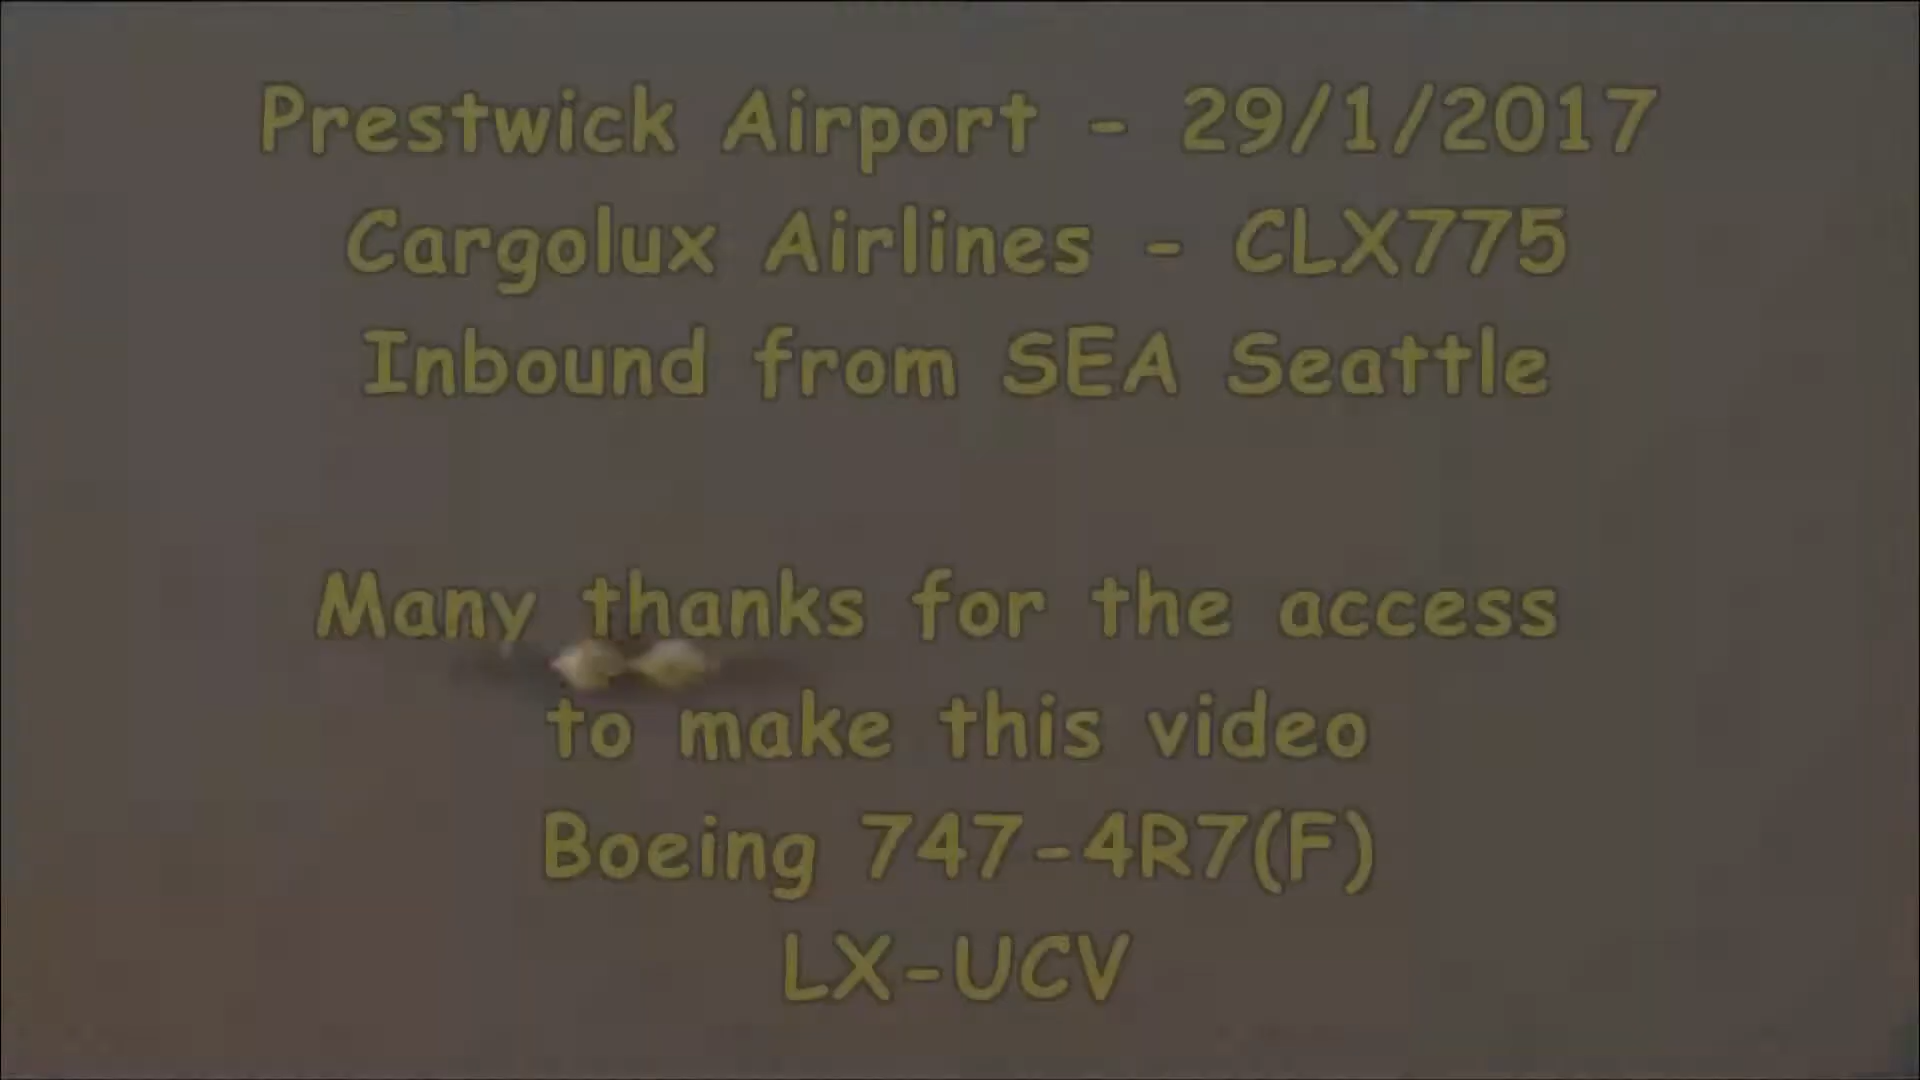 Prestwick Airport - 29/1/2017
Cargolux Airlines - CLX775
Inbound from SEA Seattle
Many thanks for the access
to make this video
Boeing 747-4R7(F)
LX-UCV